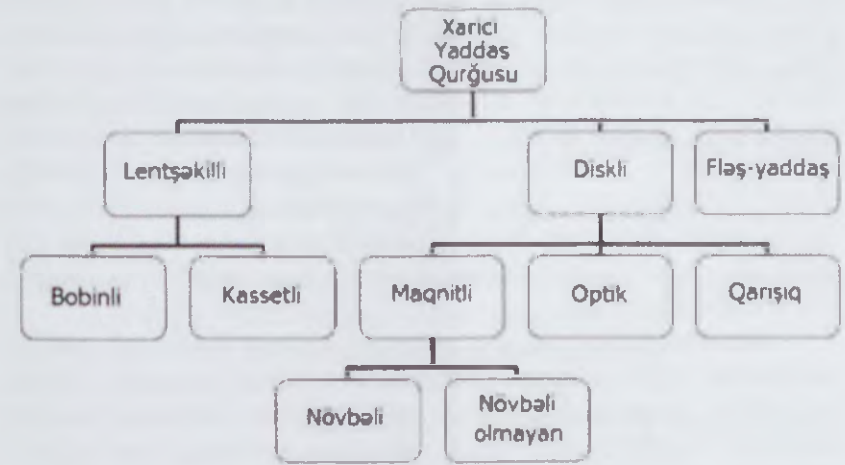 Xarici
Yaddaş
Qurğusu
Lentşəkilli
Diskli
Fləş-yaddaş
Bobinli
Kassetli
Maqnitli
Optik
Qarışıq
Növbəli
Növbəli
olmayan